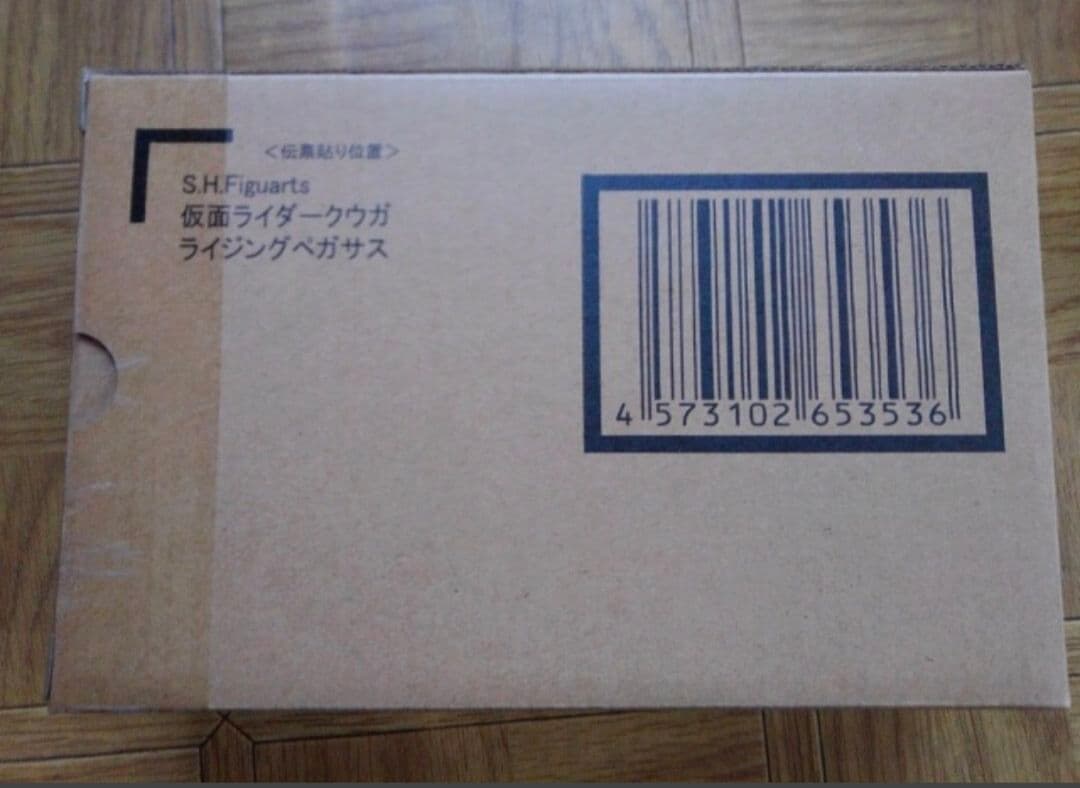 ＜伝票貼り位置＞
S.H.Figuarts
仮面ライダークウガ
ライジングペガサス
4 573102 653536